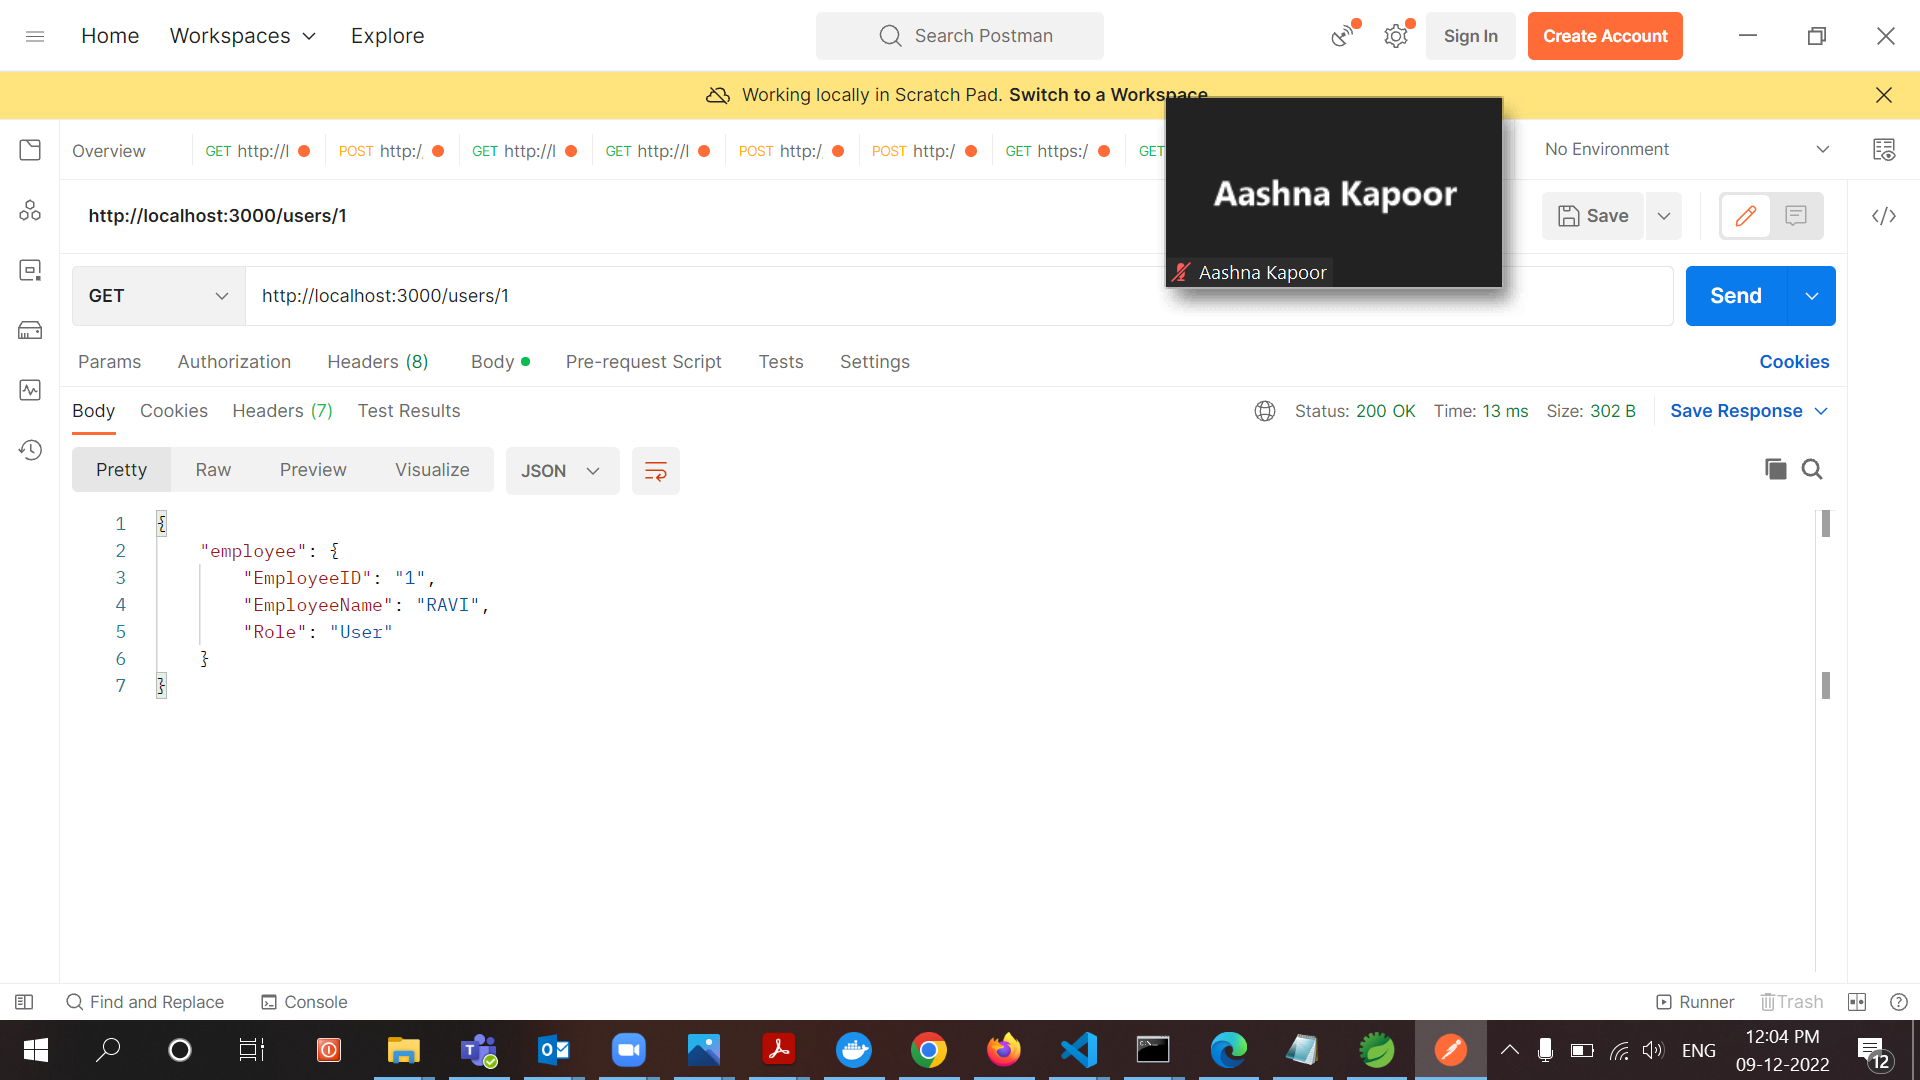 Home Workspaces Explore Search Postman Sign In Create Account
Working locally in Scratch Pad. Switch to a Workspace
Overview GET http://l POST http:/ GET http://l GET http://l POST http:/ POST http:/ GET https:/ GET No Environment
Aashna Kapoor
Aashna Kapoor
http://localhost:3000/users/1 Save
GET http://localhost:3000/users/1 Send
Params Authorization Headers (8) Body Pre-request Script Tests Settings Cookies
Body Cookies Headers (7) Test Results Status: 200 OK Time: 13 ms Size: 302 B Save Response
Pretty Raw Preview Visualize JSON
1 {
2 "employee": {
3 "EmployeeID": "1",
4 "EmployeeName": "RAVI",
5 "Role": "User"
6 }
7 }
Find and Replace Console Runner Trash
ENG 12:04 PM
09-12-2022 12